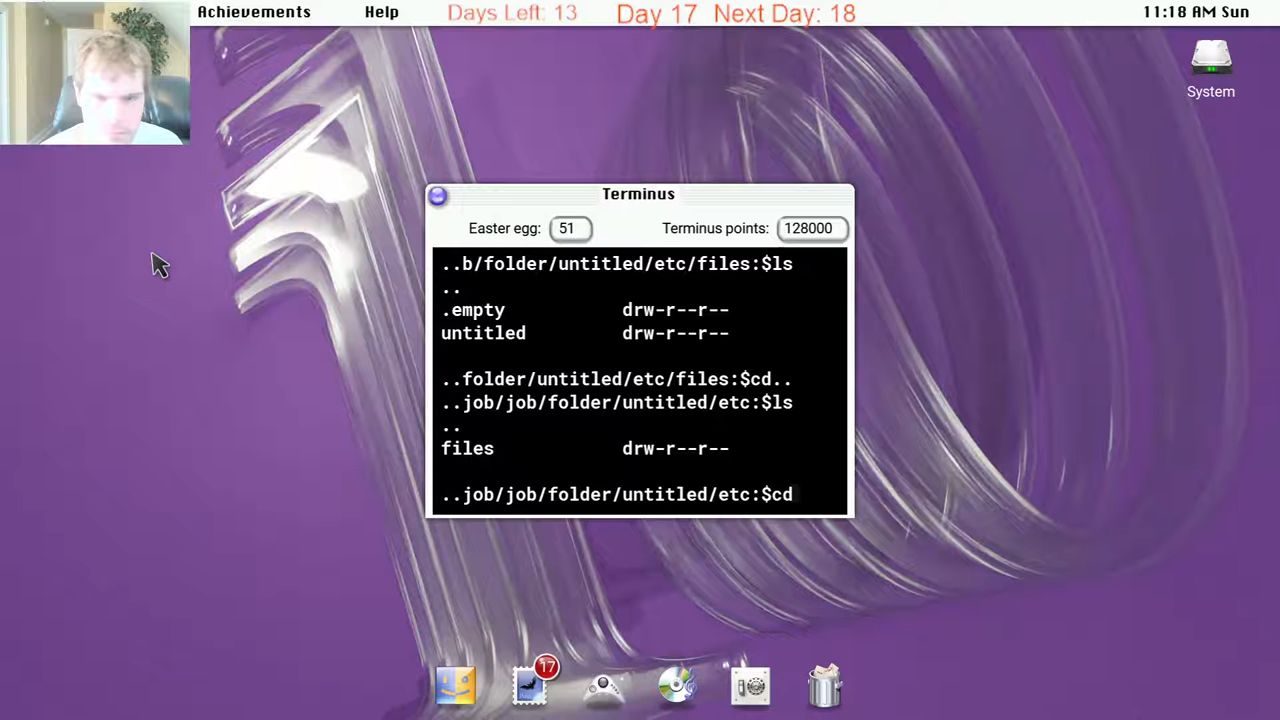 Achievements Help Days Left: 13 Day 17 Next Day: 18 11:18 AM Sun
System
Terminus
Easter egg: 51 Terminus points: 128000
..b/folder/untitled/etc/files:$ls
..
.empty drw-r--r--
untitled drw-r--r--
..folder/untitled/etc/files:$cd..
..job/job/folder/untitled/etc:$ls
..
files drw-r--r--
..job/job/folder/untitled/etc:$cd
17